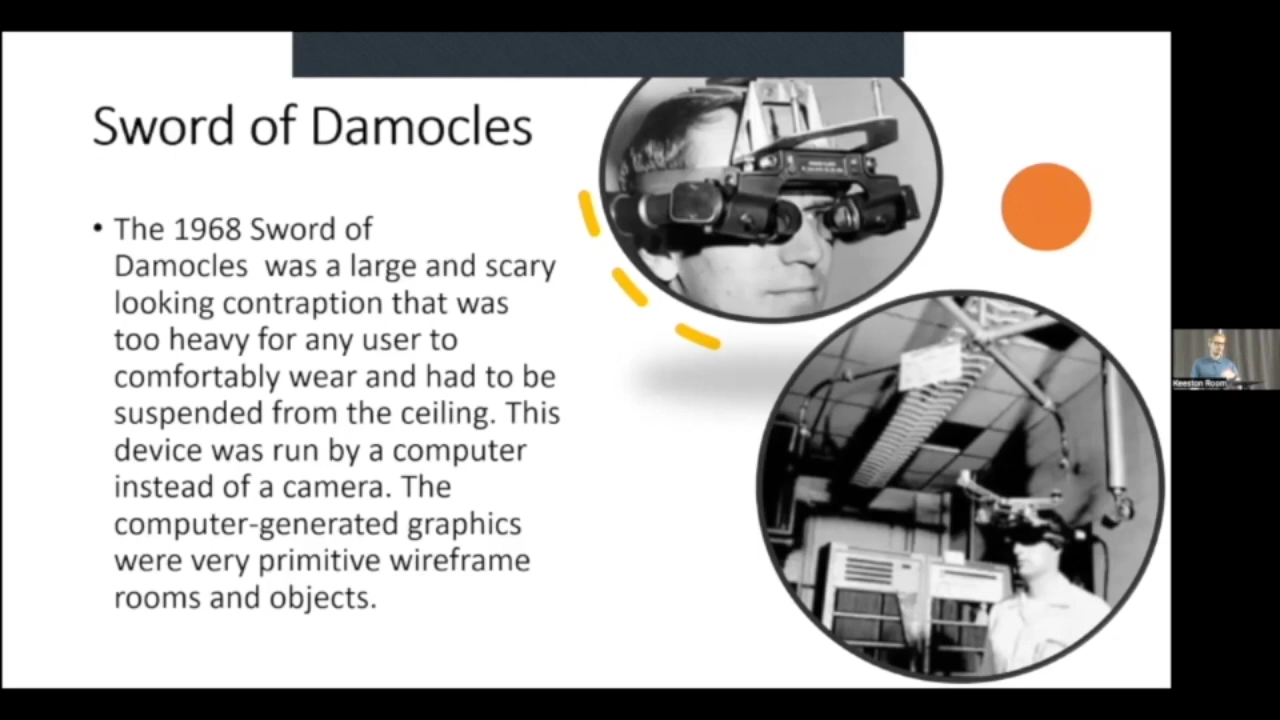 Sword of Damocles
• The 1968 Sword of
Damocles  was a large and scary
looking contraption that was
too heavy for any user to
comfortably wear and had to be
suspended from the ceiling. This
device was run by a computer
instead of a camera. The
computer-generated graphics
were very primitive wireframe
rooms and objects.
Keeston Room